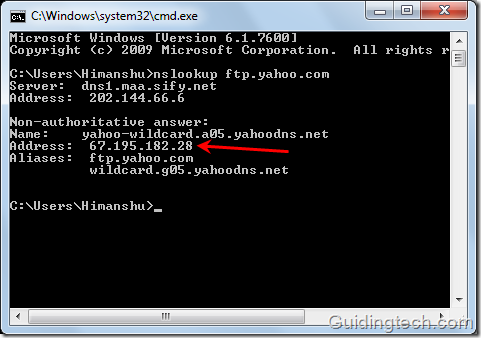 C:\Windows\system32\cmd.exe
Microsoft Windows [Version 6.1.7600]
Copyright (c) 2009 Microsoft Corporation.  All rights r
C:\Users\Himanshu>nslookup ftp.yahoo.com
Server:  dns1.maa.sify.net
Address:  202.144.66.6
Non-authoritative answer:
Name:    yahoo-wildcard.a05.yahoodns.net
Address:  67.195.182.28
Aliases:  ftp.yahoo.com
wildcard.g05.yahoodns.net
C:\Users\Himanshu>_
Guidingtech.com